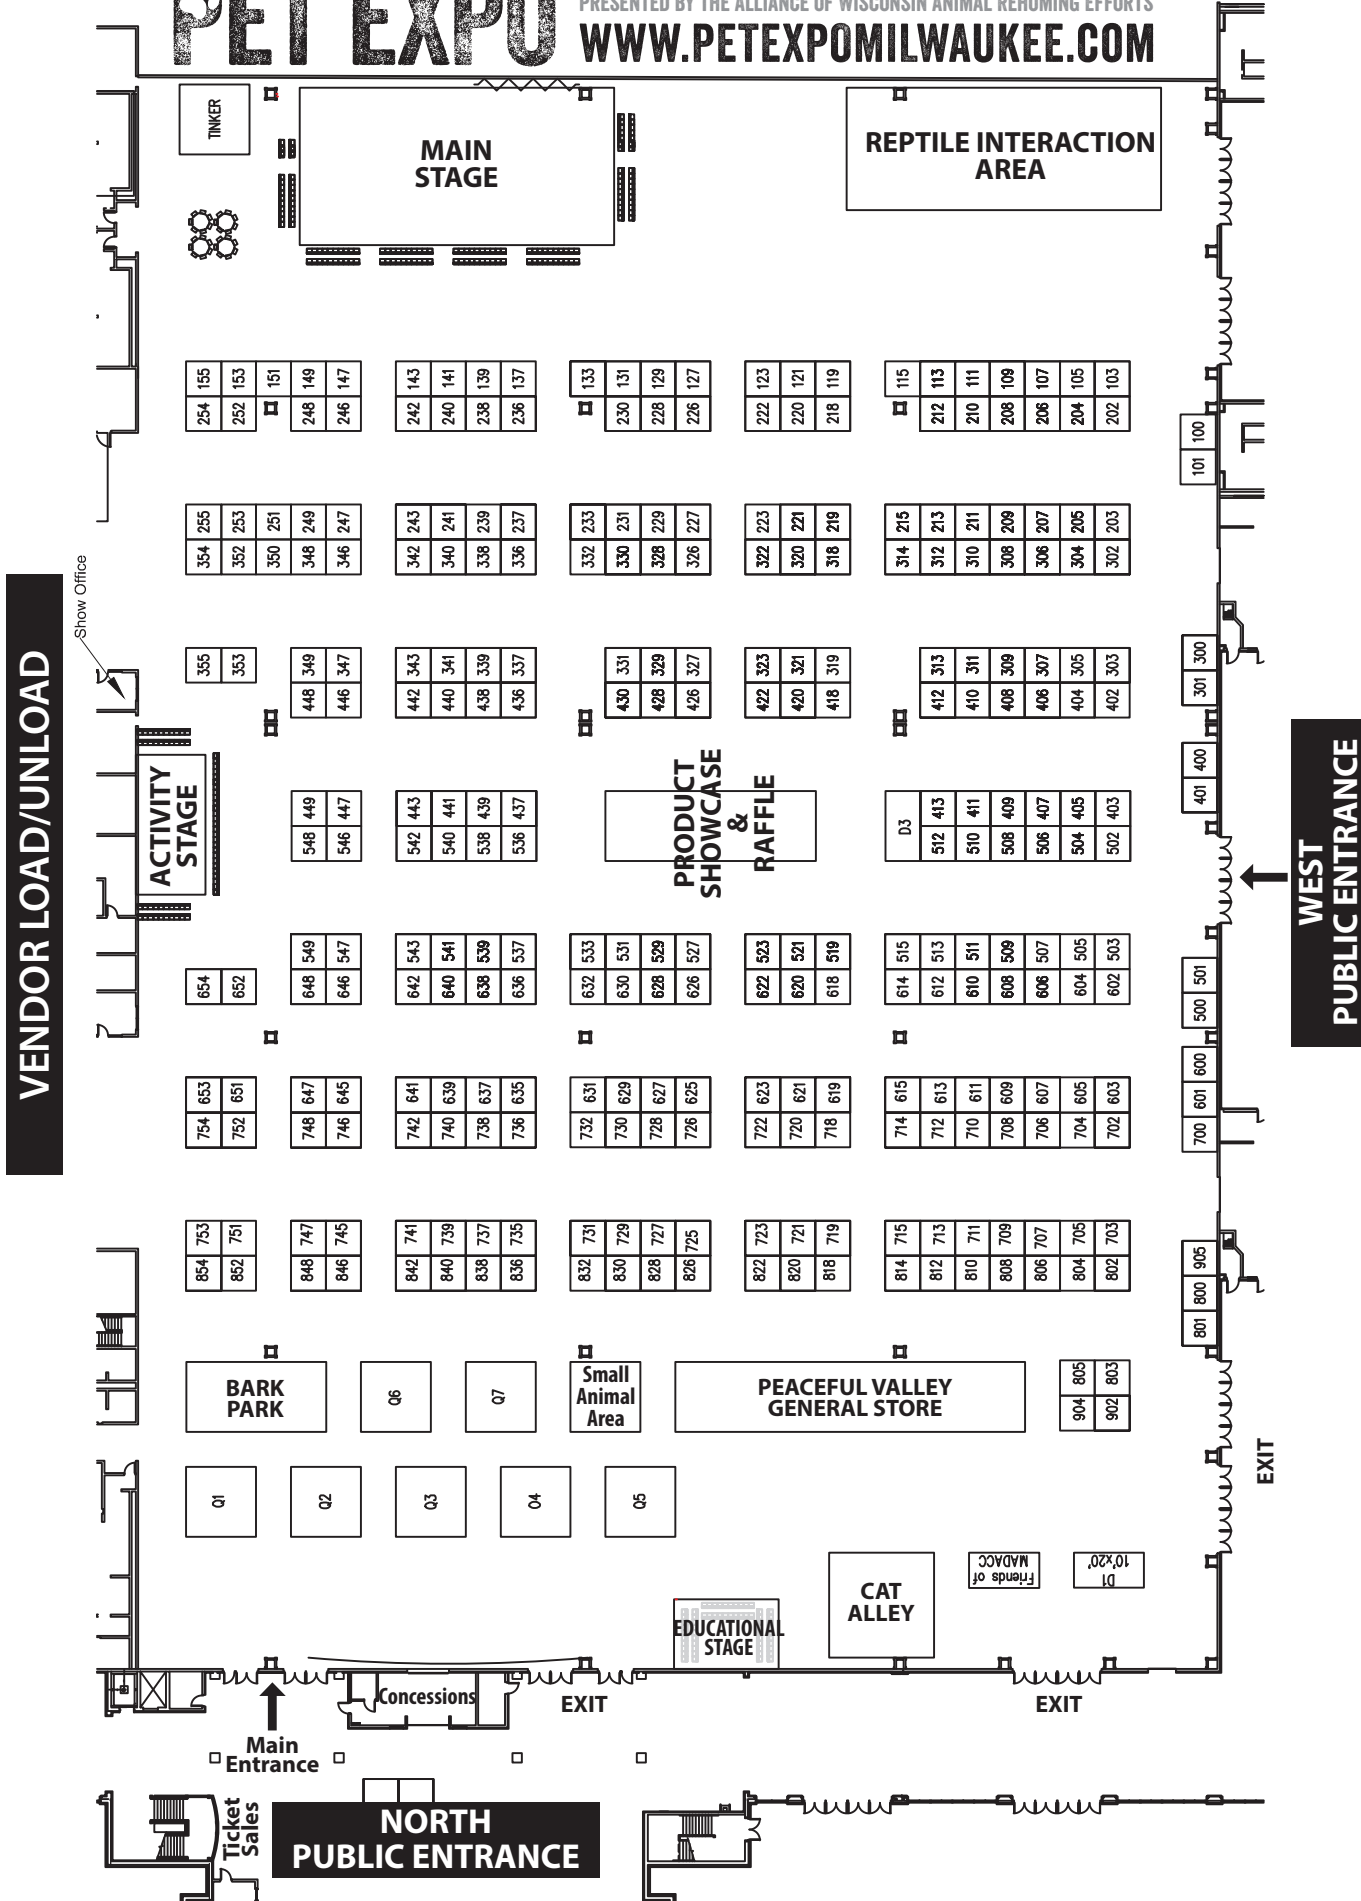 PET EXPO
PRESENTED BY THE ALLIANCE OF WISCONSIN ANIMAL REHOMING EFFORTS
WWW.PETEXPOMILWAUKEE.COM
TINKER
MAIN
STAGE
REPTILE INTERACTION
AREA
155 153 151 149 147 143 141 139 137 133 131 129 127 123 121 119 115 113 111 109 107 105 103
254 252 248 246 242 240 238 236 230 228 226 222 220 218 212 210 208 206 204 202
100
101
255 253 251 249 247 243 241 239 237 233 231 229 227 223 221 219 215 213 211 209 207 205 203
354 352 350 348 346 342 340 338 336 332 330 328 326 322 320 318 314 312 310 308 306 304 302
Show Office
VENDOR LOAD/UNLOAD
355 353 349 347 343 341 339 337 331 329 327 323 321 319 313 311 309 307 305 303
448 446 442 440 438 436 430 428 426 422 420 418 412 410 408 406 404 402
300
301
ACTIVITY
STAGE
449 447 443 441 439 437
548 546 542 540 538 536
PRODUCT
SHOWCASE
&
RAFFLE
D3
413 411 409 407 405 403
512 510 508 506 504 502
400
401
WEST
PUBLIC ENTRANCE
549 547 543 541 539 537 533 531 529 527 523 521 519 515 513 511 509 507 505 503
654 652 648 646 642 640 638 636 632 630 628 626 622 620 618 614 612 610 608 606 604 602
501
500
653 651 647 645 641 639 637 635 631 629 627 625 623 621 619 615 613 611 609 607 605 603
754 752 748 746 742 740 738 736 732 730 728 726 722 720 718 714 712 710 708 706 704 702
600
601
700
753 751 747 745 741 739 737 735 731 729 727 725 723 721 719 715 713 711 709 707 705 703
854 852 848 846 842 840 838 836 832 830 828 826 822 820 818 814 812 810 808 806 804 802
905
800
801
BARK
PARK
Q6
Q7
Small
Animal
Area
PEACEFUL VALLEY
GENERAL STORE
805 803
904 902
EXIT
Q1
Q2
Q3
Q4
Q5
Friends of
MADACC
D1
10'x20'
CAT
ALLEY
EDUCATIONAL
STAGE
Concessions
EXIT
EXIT
Main
Entrance
Ticket
Sales
NORTH
PUBLIC ENTRANCE